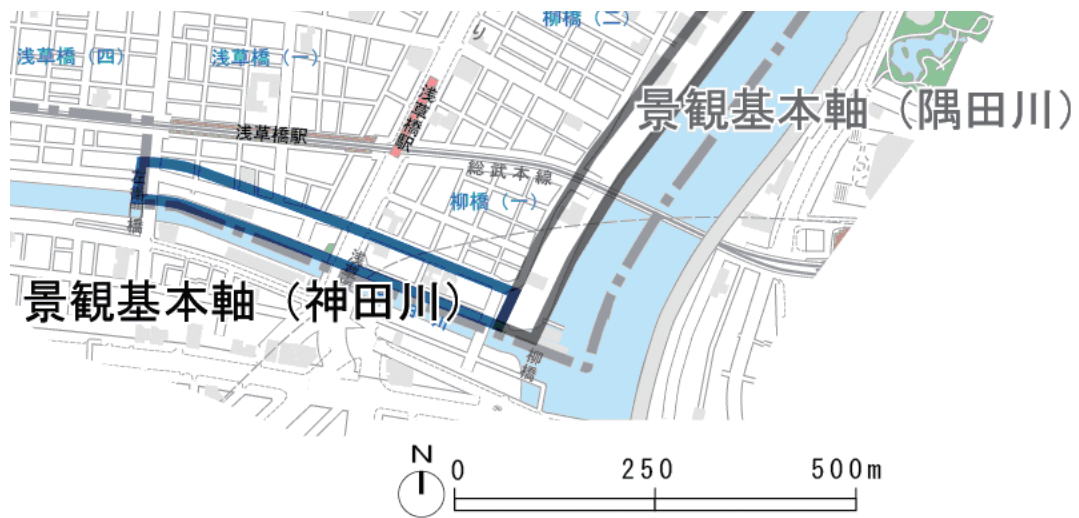 柳橋（二）
浅草橋（四）
浅草橋（一）
り
浅草橋駅
浅草橋駅
景観基本軸（隅田川）
総武本線
柳橋（一）
景観基本軸（神田川）
柳橋
N
0 250 500m